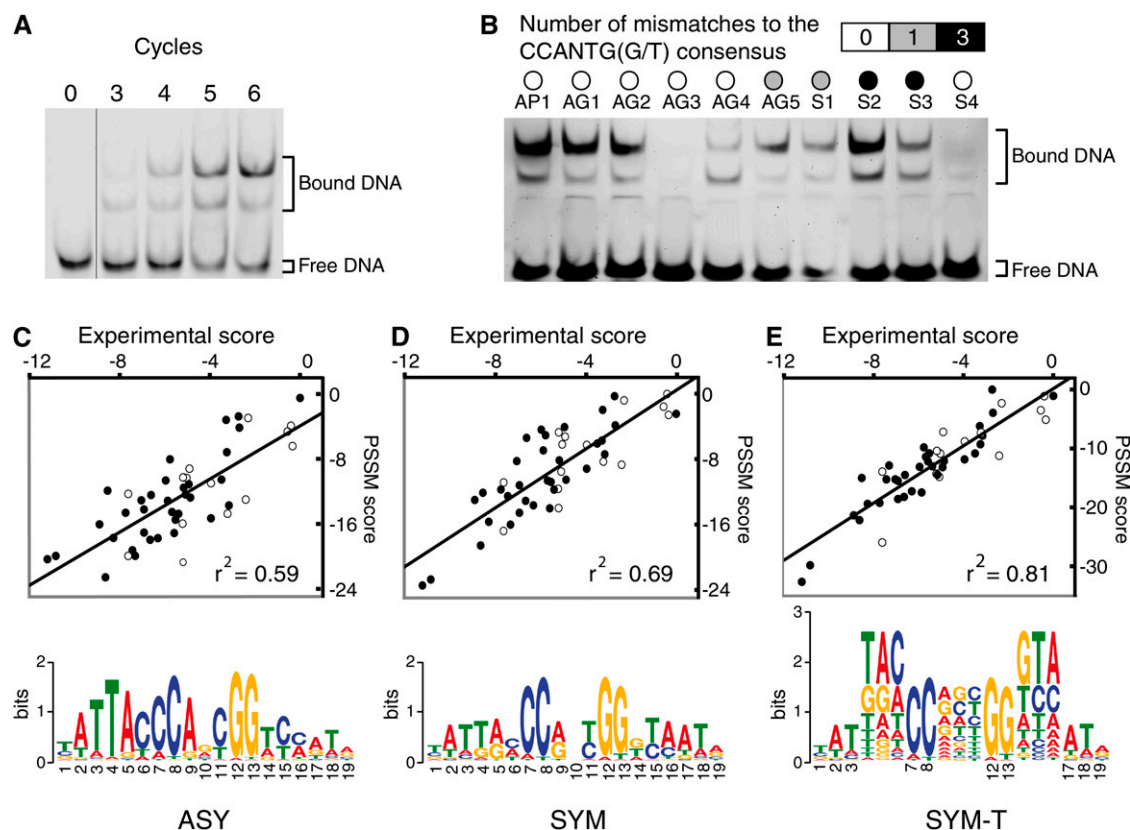 A
Cycles
0 3 4 5 6
Bound DNA
Free DNA
B
Number of mismatches to the
CCANTG(G/T) consensus
0 1 3
AP1 AG1 AG2 AG3 AG4 AG5 S1 S2 S3 S4
Bound DNA
Free DNA
C
Experimental score
-12 -8 -4 0
0
-8
-16
-24
PSSM score
r² = 0.59
D
Experimental score
-12 -8 -4 0
0
-8
-16
-24
PSSM score
r² = 0.69
E
Experimental score
-12 -8 -4 0
0
-10
-20
-30
PSSM score
r² = 0.81
2
1
0
bits
1 2 3 4 5 6 7 8 9 10 11 12 13 14 15 16 17 18 19
ASY
2
1
0
bits
1 2 3 4 5 6 7 8 9 10 11 12 13 14 15 16 17 18 19
SYM
3
2
1
0
bits
1 2 3 7 8 12 13 17 18 19
SYM-T